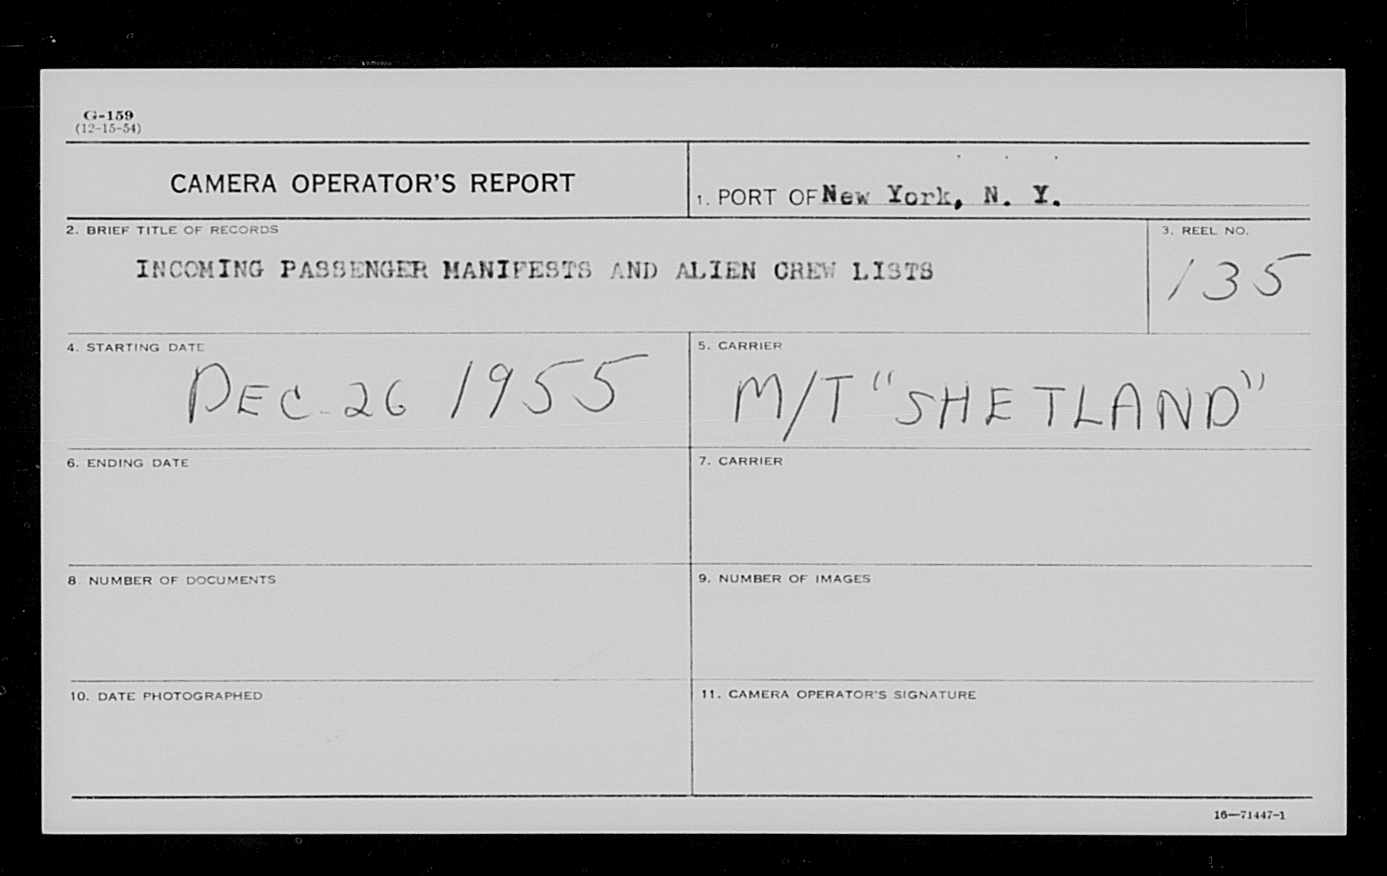 G-159
(12-15-54)
CAMERA OPERATOR'S REPORT
1. PORT OF New York, N. Y.
2. BRIEF TITLE OF RECORDS
INCOMING PASSENGER MANIFESTS AND ALIEN CREW LISTS
3. REEL NO.
135
4. STARTING DATE
DEC. 26 1955
5. CARRIER
M/T "SHETLAND"
6. ENDING DATE
7. CARRIER
8. NUMBER OF DOCUMENTS
9. NUMBER OF IMAGES
10. DATE PHOTOGRAPHED
11. CAMERA OPERATOR'S SIGNATURE
16—71447-1